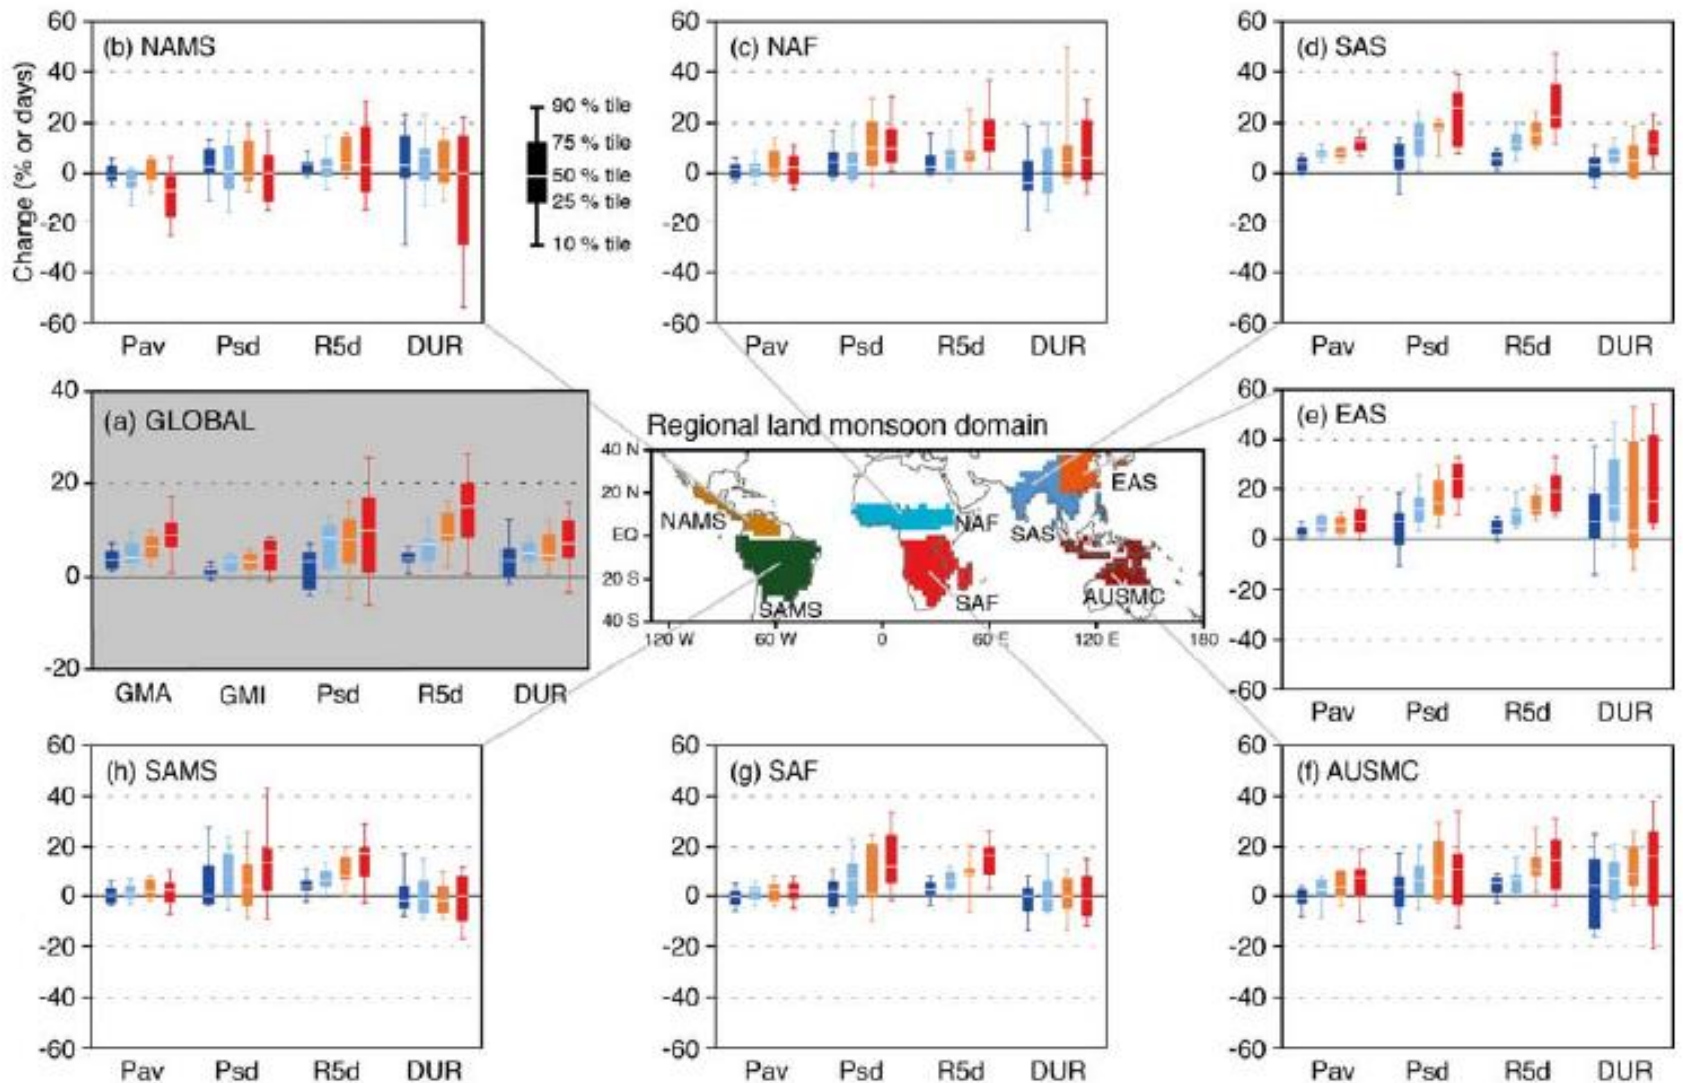 60
40
20
0
-20
-40
-60
Change (% or days)
(b) NAMS
Pav Psd R5d DUR
90 % tile
75 % tile
50 % tile
25 % tile
10 % tile
60
40
20
0
-20
-40
-60
(c) NAF
Pav Psd R5d DUR
60
40
20
0
-20
-40
-60
(d) SAS
Pav Psd R5d DUR
40
20
0
-20
(a) GLOBAL
GMA GMI Psd R5d DUR
Regional land monsoon domain
40 N
20 N
EQ
20 S
40 S
NAMS
SAMS
NAF
SAF
SAS
EAS
AUSMC
120 W 60 W 0 60 E 120 E 180
60
40
20
0
-20
-40
-60
(e) EAS
Pav Psd R5d DUR
60
40
20
0
-20
-40
-60
(h) SAMS
Pav Psd R5d DUR
60
40
20
0
-20
-40
-60
(g) SAF
Pav Psd R5d DUR
60
40
20
0
-20
-40
-60
(f) AUSMC
Pav Psd R5d DUR